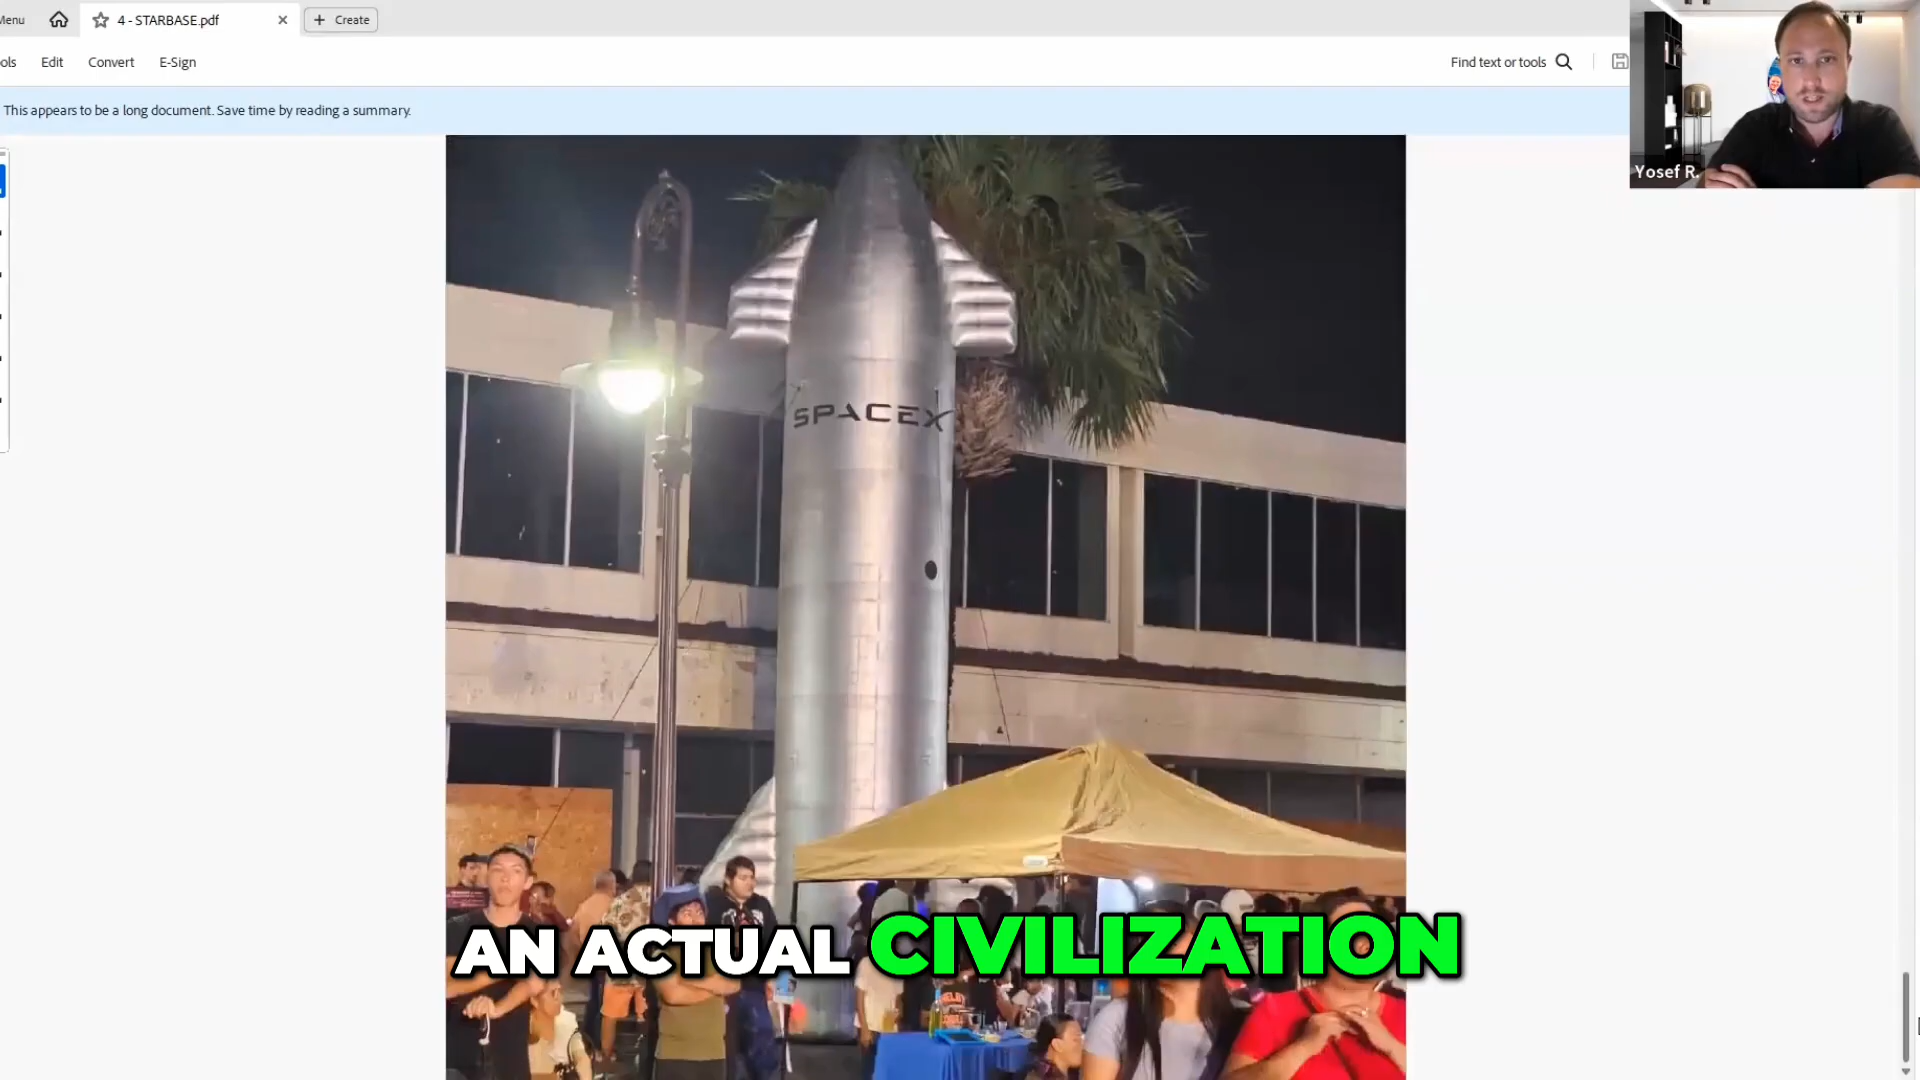 Menu
4 - STARBASE.pdf
Create
ols
Edit
Convert
E-Sign
Find text or tools
This appears to be a long document. Save time by reading a summary.
Yosef R.
SPACEX
AN ACTUAL CIVILIZATION